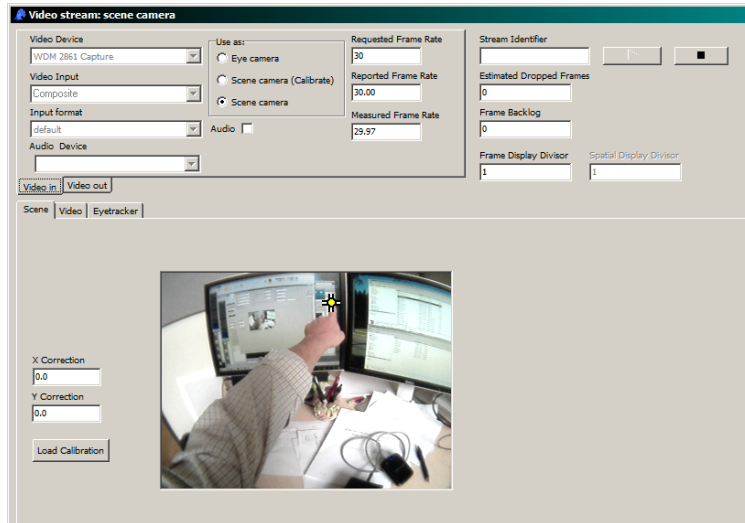 Video stream: scene camera
Video Device
WDM 2861 Capture
Video Input
Composite
Input format
default
Audio Device
Use as:
Eye camera
Scene camera (Calibrate)
Scene camera
Audio
Requested Frame Rate
30
Reported Frame Rate
30.00
Measured Frame Rate
29.97
Stream Identifier
Estimated Dropped Frames
0
Frame Backlog
0
Frame Display Divisor
1
Spatial Display Divisor
1
Video in
Video out
Scene
Video
Eyetracker
X Correction
0.0
Y Correction
0.0
Load Calibration